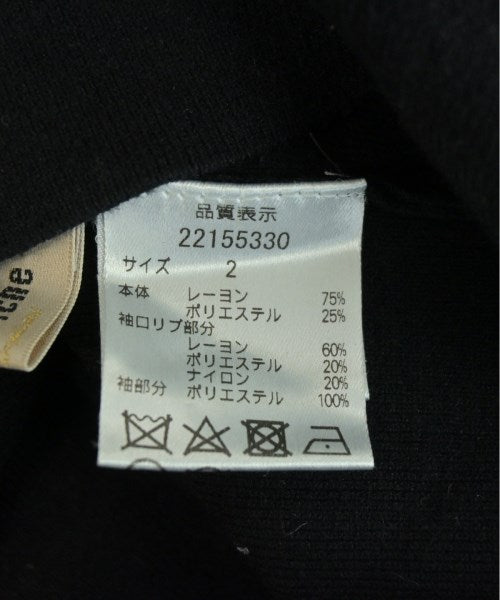 品質表示
22155330
サイズ 2
本体 レーヨン 75%
ポリエステル 25%
袖口リブ部分
レーヨン 60%
ポリエステル 20%
ナイロン 20%
袖部分 ポリエステル 100%
che